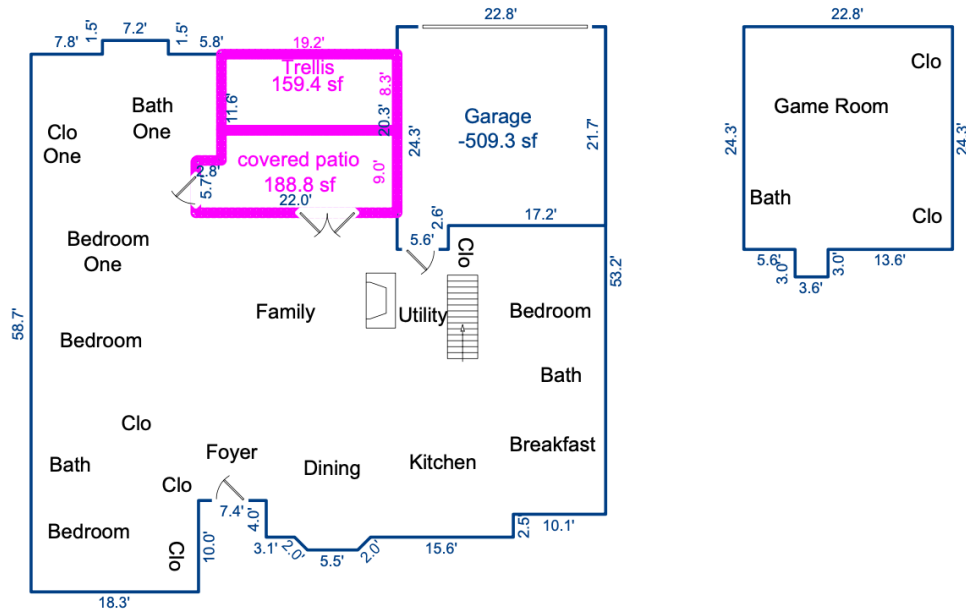 22.8'
22.8'
7.2'
1.5'
1.5'
7.8'
5.8'
19.2'
Trellis
159.4 sf
8.3'
Clo
Bath
One
11.6'
20.3'
Game Room
Garage
-509.3 sf
24.3'
21.7'
24.3'
24.3'
Clo
One
covered patio
188.8 sf
2.8'
5.7'
9.0'
22.0'
Bath
Clo
2.6'
17.2'
5.6'
Clo
Bedroom
One
5.6'
3.0'
3.0'
13.6'
3.6'
53.2'
Family
Utility
Bedroom
58.7'
Bedroom
Bath
Clo
Foyer
Dining
Kitchen
Breakfast
Bath
Clo
7.4'
4.0'
Bedroom
Clo
10.0'
3.1'
2.0'
5.5'
2.0'
15.6'
2.5'
10.1'
18.3'